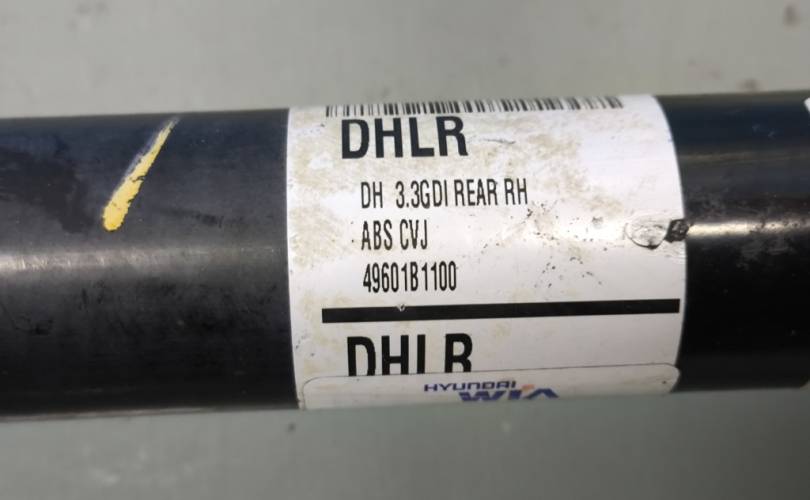 DHLR
DH 3.3GDI REAR RH
ABS CVJ
49601B1100
DHLR
HYUNDAI
WIA